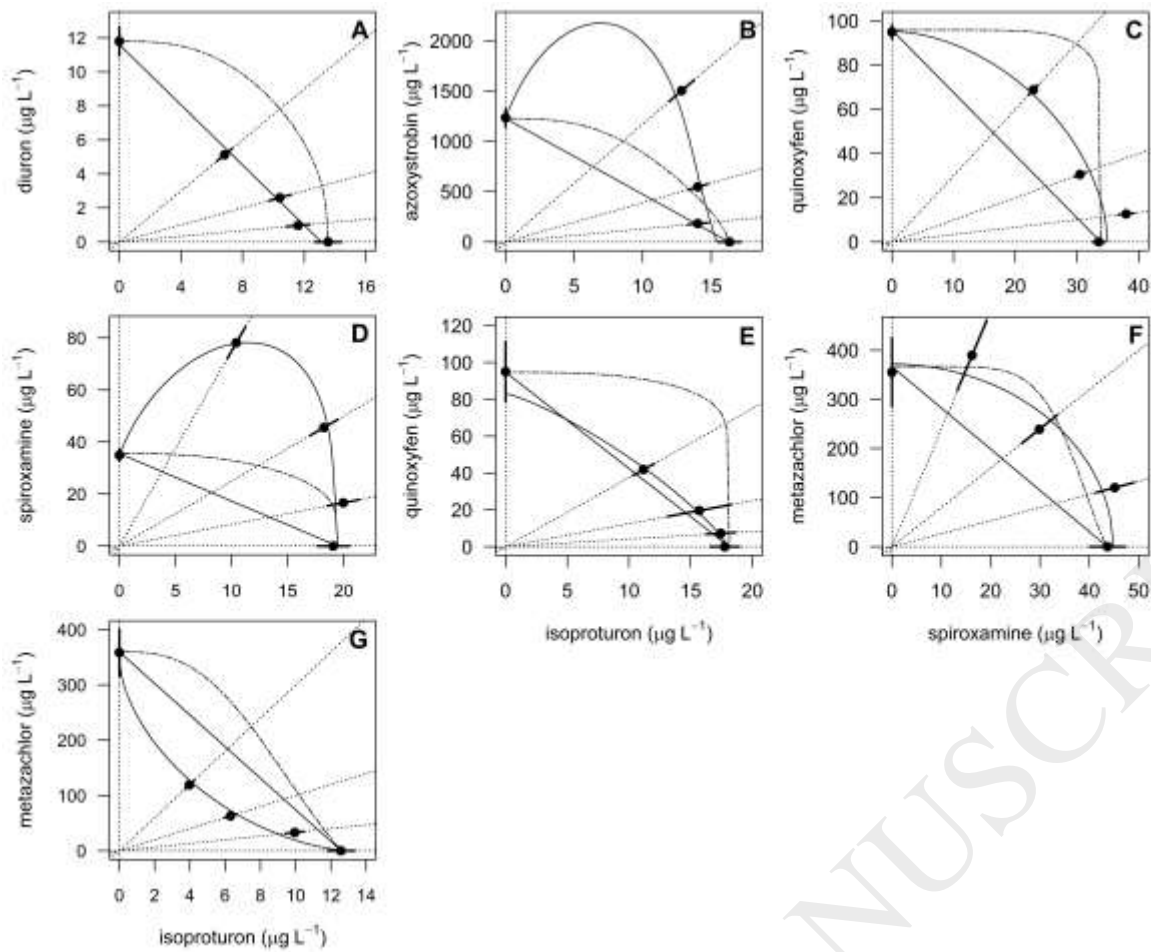 A
diuron (µg L⁻¹)
12
10
8
6
4
2
0
0 4 8 12 16
B
azoxystrobin (µg L⁻¹)
2000
1500
1000
500
0
0 5 10 15
C
quinoxyfen (µg L⁻¹)
100
80
60
40
20
0
0 10 20 30 40
D
spiroxamine (µg L⁻¹)
80
60
40
20
0
0 5 10 15 20
E
quinoxyfen (µg L⁻¹)
120
100
80
60
40
20
0
0 5 10 15 20
isoproturon (µg L⁻¹)
F
metazachlor (µg L⁻¹)
400
300
200
100
0
0 10 20 30 40 50
spiroxamine (µg L⁻¹)
G
metazachlor (µg L⁻¹)
400
300
200
100
0
0 2 4 6 8 10 12 14
isoproturon (µg L⁻¹)
NUSCR